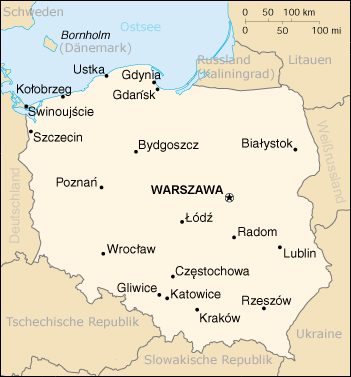 Schweden
0 50 100 km
0 50 100 mi
Ostsee
Bornholm
(Dänemark)
Russland
(Kaliningrad)
Litauen
Ustka
Gdynia
Gdańsk
Kołobrzeg
Świnoujście
Szczecin
Bydgoszcz
Białystok
Weißrussland
Deutschland
Poznań
WARSZAWA
Łódź
Radom
Wrocław
Lublin
Częstochowa
Gliwice
Katowice
Rzeszów
Kraków
Tschechische Republik
Ukraine
Slowakische Republik